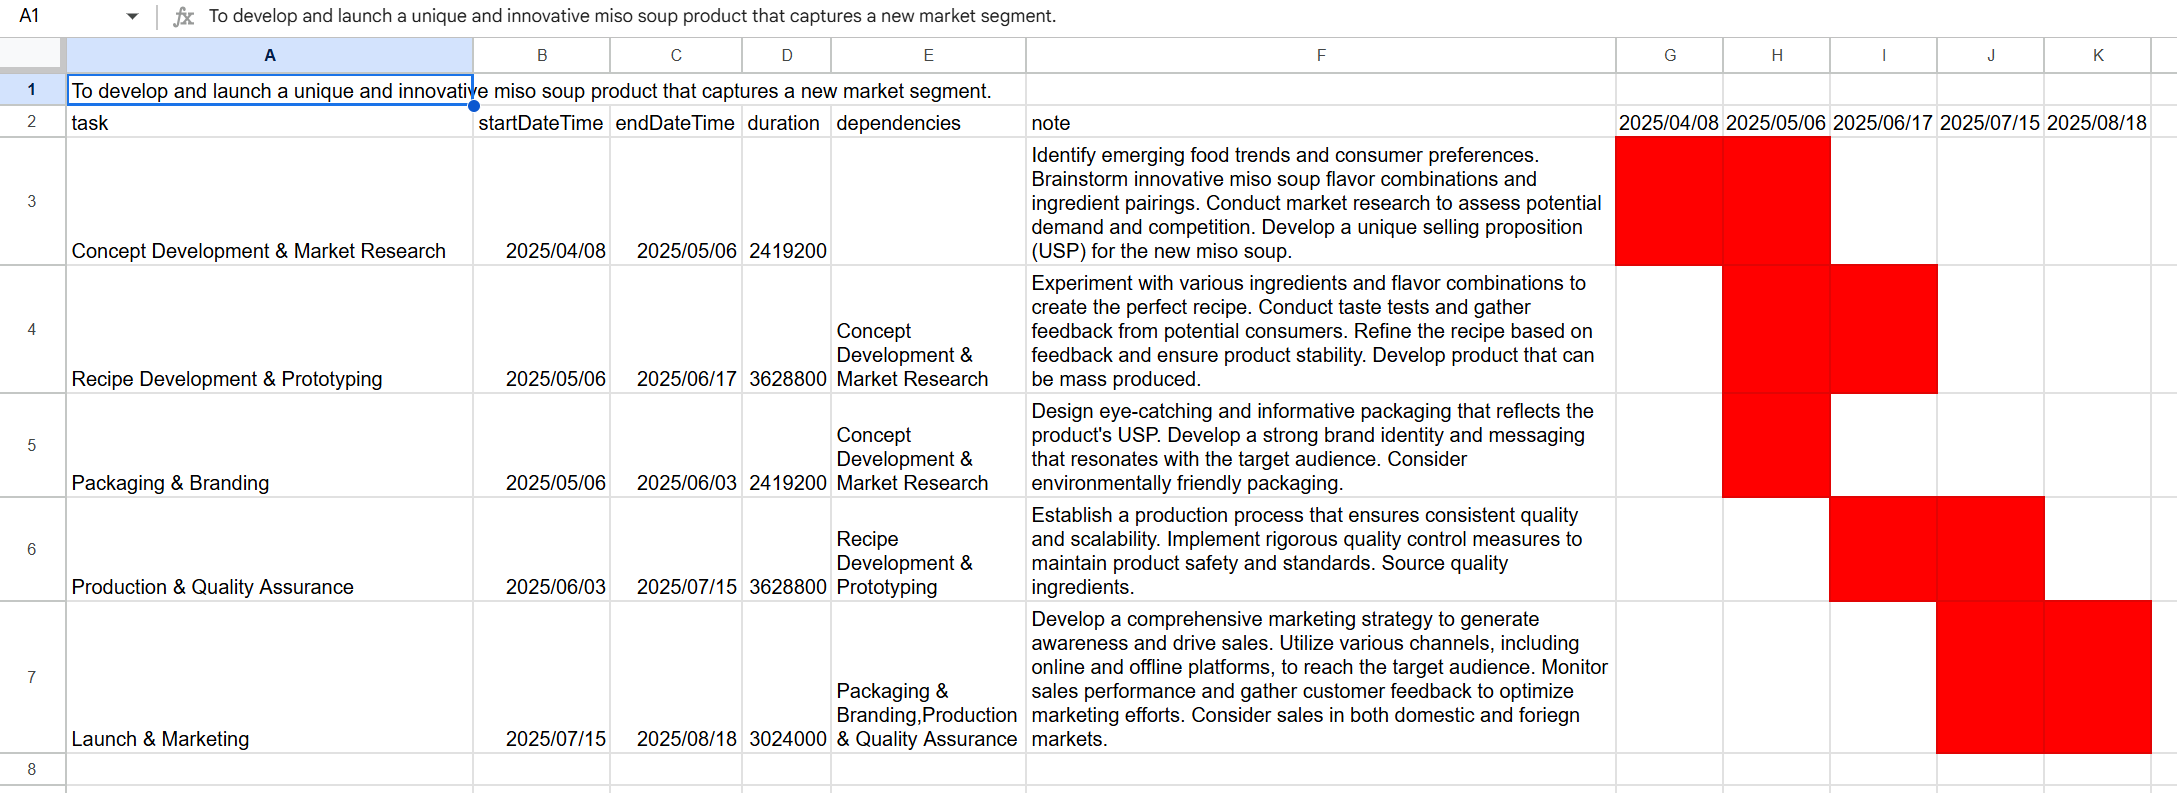 A1 fx To develop and launch a unique and innovative miso soup product that captures a new market segment.
A B C D E F G H I J K
1 To develop and launch a unique and innovative miso soup product that captures a new market segment.
2 task startDateTime endDateTime duration dependencies note 2025/04/08 2025/05/06 2025/06/17 2025/07/15 2025/08/18
3
Concept Development & Market Research 2025/04/08 2025/05/06 2419200
Identify emerging food trends and consumer preferences.
Brainstorm innovative miso soup flavor combinations and
ingredient pairings. Conduct market research to assess potential
demand and competition. Develop a unique selling proposition
(USP) for the new miso soup.
4
Recipe Development & Prototyping 2025/05/06 2025/06/17 3628800
Concept
Development &
Market Research
Experiment with various ingredients and flavor combinations to
create the perfect recipe. Conduct taste tests and gather
feedback from potential consumers. Refine the recipe based on
feedback and ensure product stability. Develop product that can
be mass produced.
5
Packaging & Branding 2025/05/06 2025/06/03 2419200
Concept
Development &
Market Research
Design eye-catching and informative packaging that reflects the
product's USP. Develop a strong brand identity and messaging
that resonates with the target audience. Consider
environmentally friendly packaging.
6
Production & Quality Assurance 2025/06/03 2025/07/15 3628800
Recipe
Development &
Prototyping
Establish a production process that ensures consistent quality
and scalability. Implement rigorous quality control measures to
maintain product safety and standards. Source quality
ingredients.
7
Launch & Marketing 2025/07/15 2025/08/18 3024000
Packaging &
Branding,Production
& Quality Assurance
Develop a comprehensive marketing strategy to generate
awareness and drive sales. Utilize various channels, including
online and offline platforms, to reach the target audience. Monitor
sales performance and gather customer feedback to optimize
marketing efforts. Consider sales in both domestic and foriegn
markets.
8